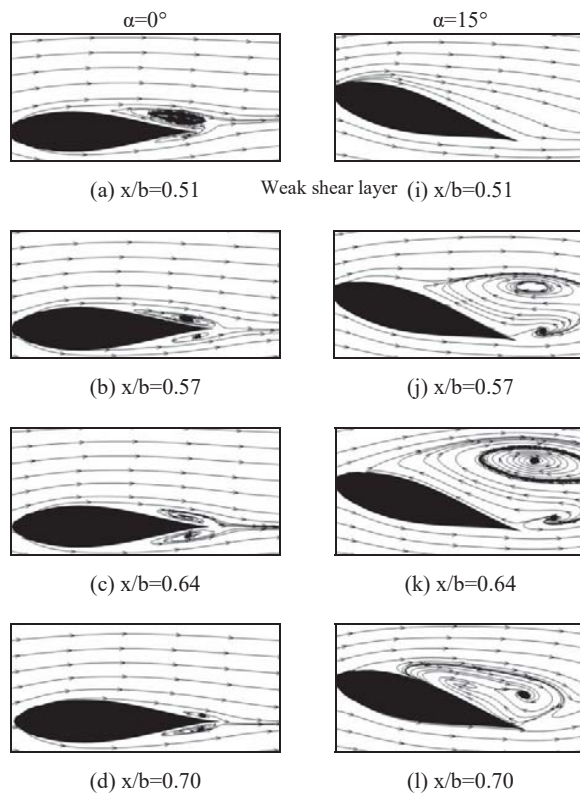 α=0° α=15°
(a) x/b=0.51 Weak shear layer (i) x/b=0.51
(b) x/b=0.57 (j) x/b=0.57
(c) x/b=0.64 (k) x/b=0.64
(d) x/b=0.70 (l) x/b=0.70